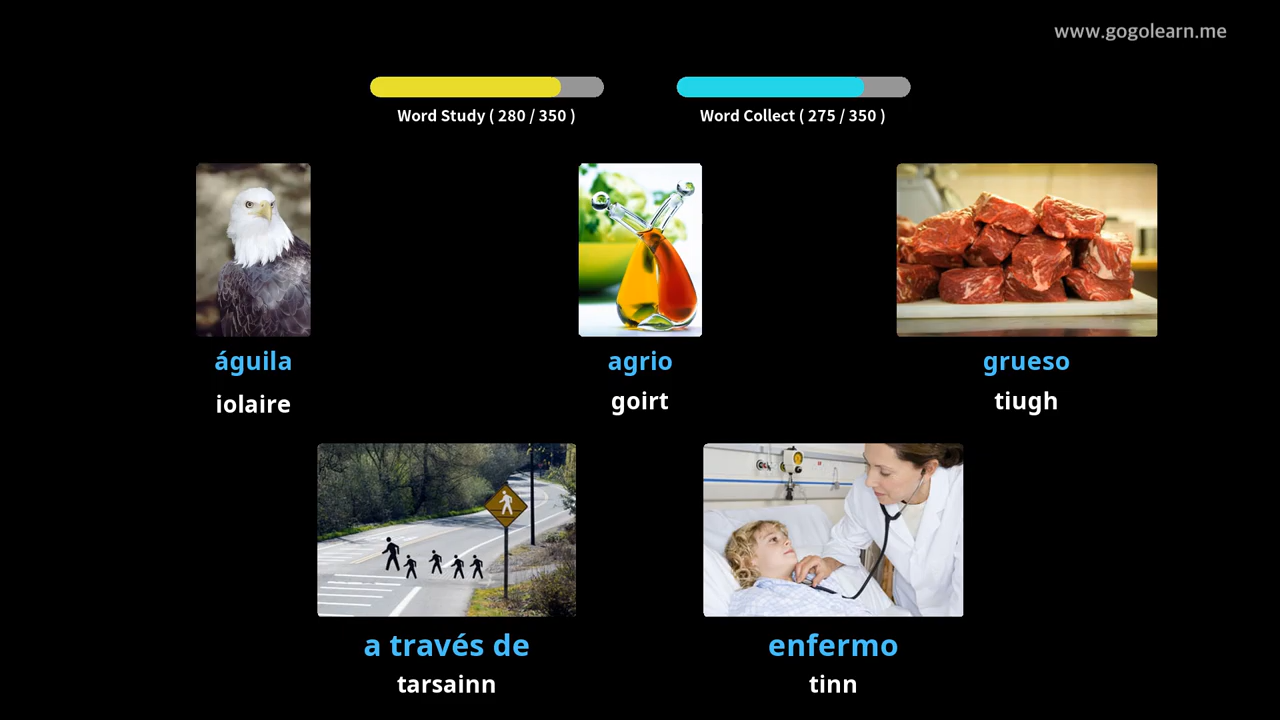 www.gogolearn.me
Word Study ( 280 / 350 )
Word Collect ( 275 / 350 )
águila
iolaire
agrio
goirt
grueso
tiugh
a través de
tarsainn
enfermo
tinn